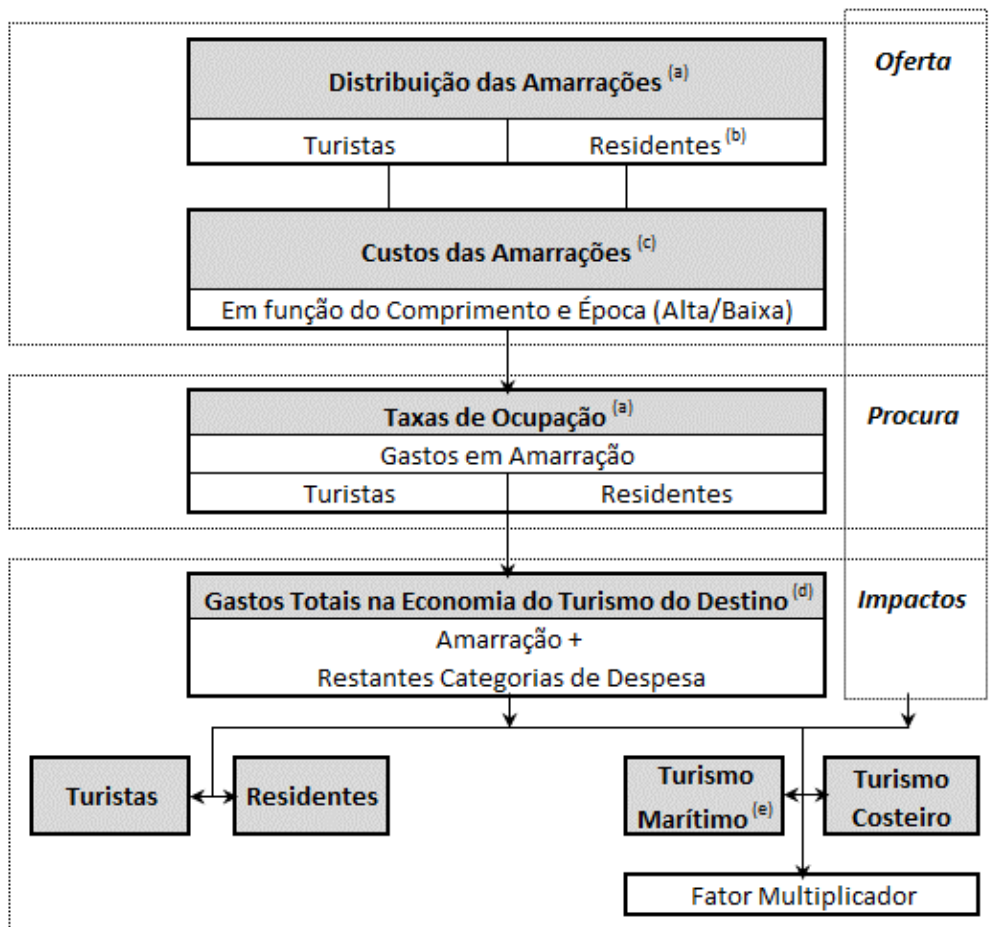 Oferta
Distribuição das Amarrações (a)
Turistas
Residentes (b)
Custos das Amarrações (c)
Em função do Comprimento e Época (Alta/Baixa)
Taxas de Ocupação (a)
Procura
Gastos em Amarração
Turistas
Residentes
Gastos Totais na Economia do Turismo do Destino (d)
Impactos
Amarração +
Restantes Categorias de Despesa
Turistas
Residentes
Turismo
Marítimo (e)
Turismo
Costeiro
Fator Multiplicador